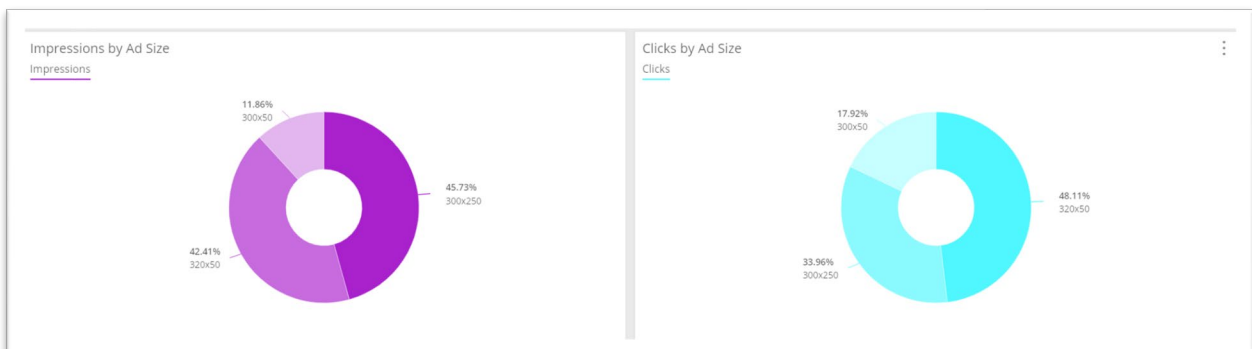 Impressions by Ad Size
Impressions
11.86%
300x50
45.73%
300x250
42.41%
320x50
Clicks by Ad Size
Clicks
17.92%
300x50
48.11%
320x50
33.96%
300x250